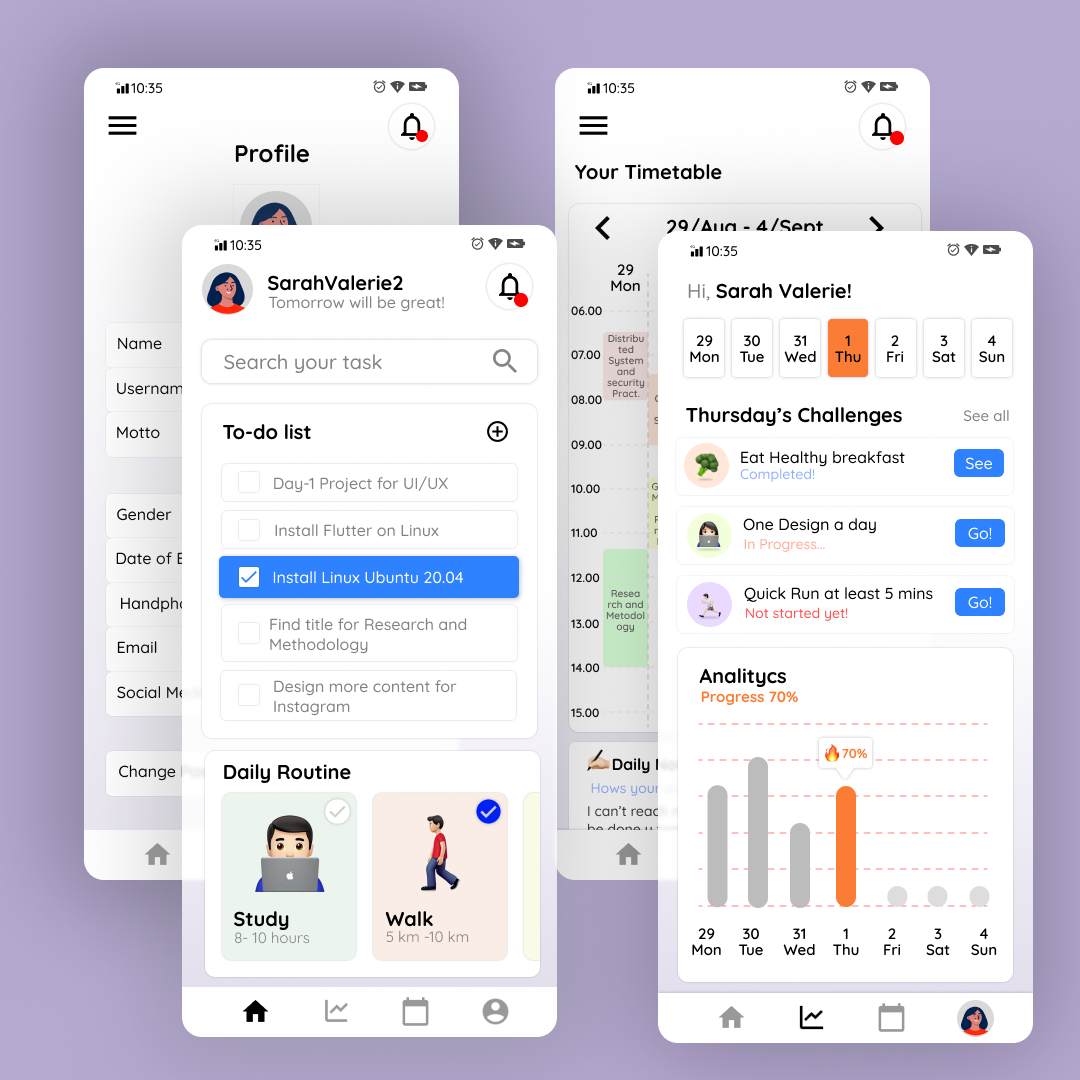 10:35
Profile
Name
Usernam
Motto
Gender
Date of
Email
Social Me
Change
10:35
SarahValerie2
Tomorrow will be great!
Search your task
To-do list
Day-1 Project for UI/UX
Install Flutter on Linux
Install Linux Ubuntu 20.04
Find title for Research and
Methodology
Design more content for
Instagram
Daily Routine
Study
8- 10 hours
Walk
5 km -10 km
10:35
Your Timetable
29/Aug - 4/Sept
29
Mon
06.00
07.00
08.00
09.00
10.00
11.00
12.00
13.00
14.00
15.00
Distribu
ted
System
and
security
Pract.
Resea
rch and
Metodol
ogy
Daily
Hows your
I can't reach
be done
10:35
Hi, Sarah Valerie!
29 30 31 1 2 3 4
Mon Tue Wed Thu Fri Sat Sun
Thursday's Challenges See all
Eat Healthy breakfast
Completed!
See
One Design a day
In Progress...
Go!
Quick Run at least 5 mins
Not started yet!
Go!
Analitycs
Progress 70%
70%
29 30 31 1 2 3 4
Mon Tue Wed Thu Fri Sat Sun